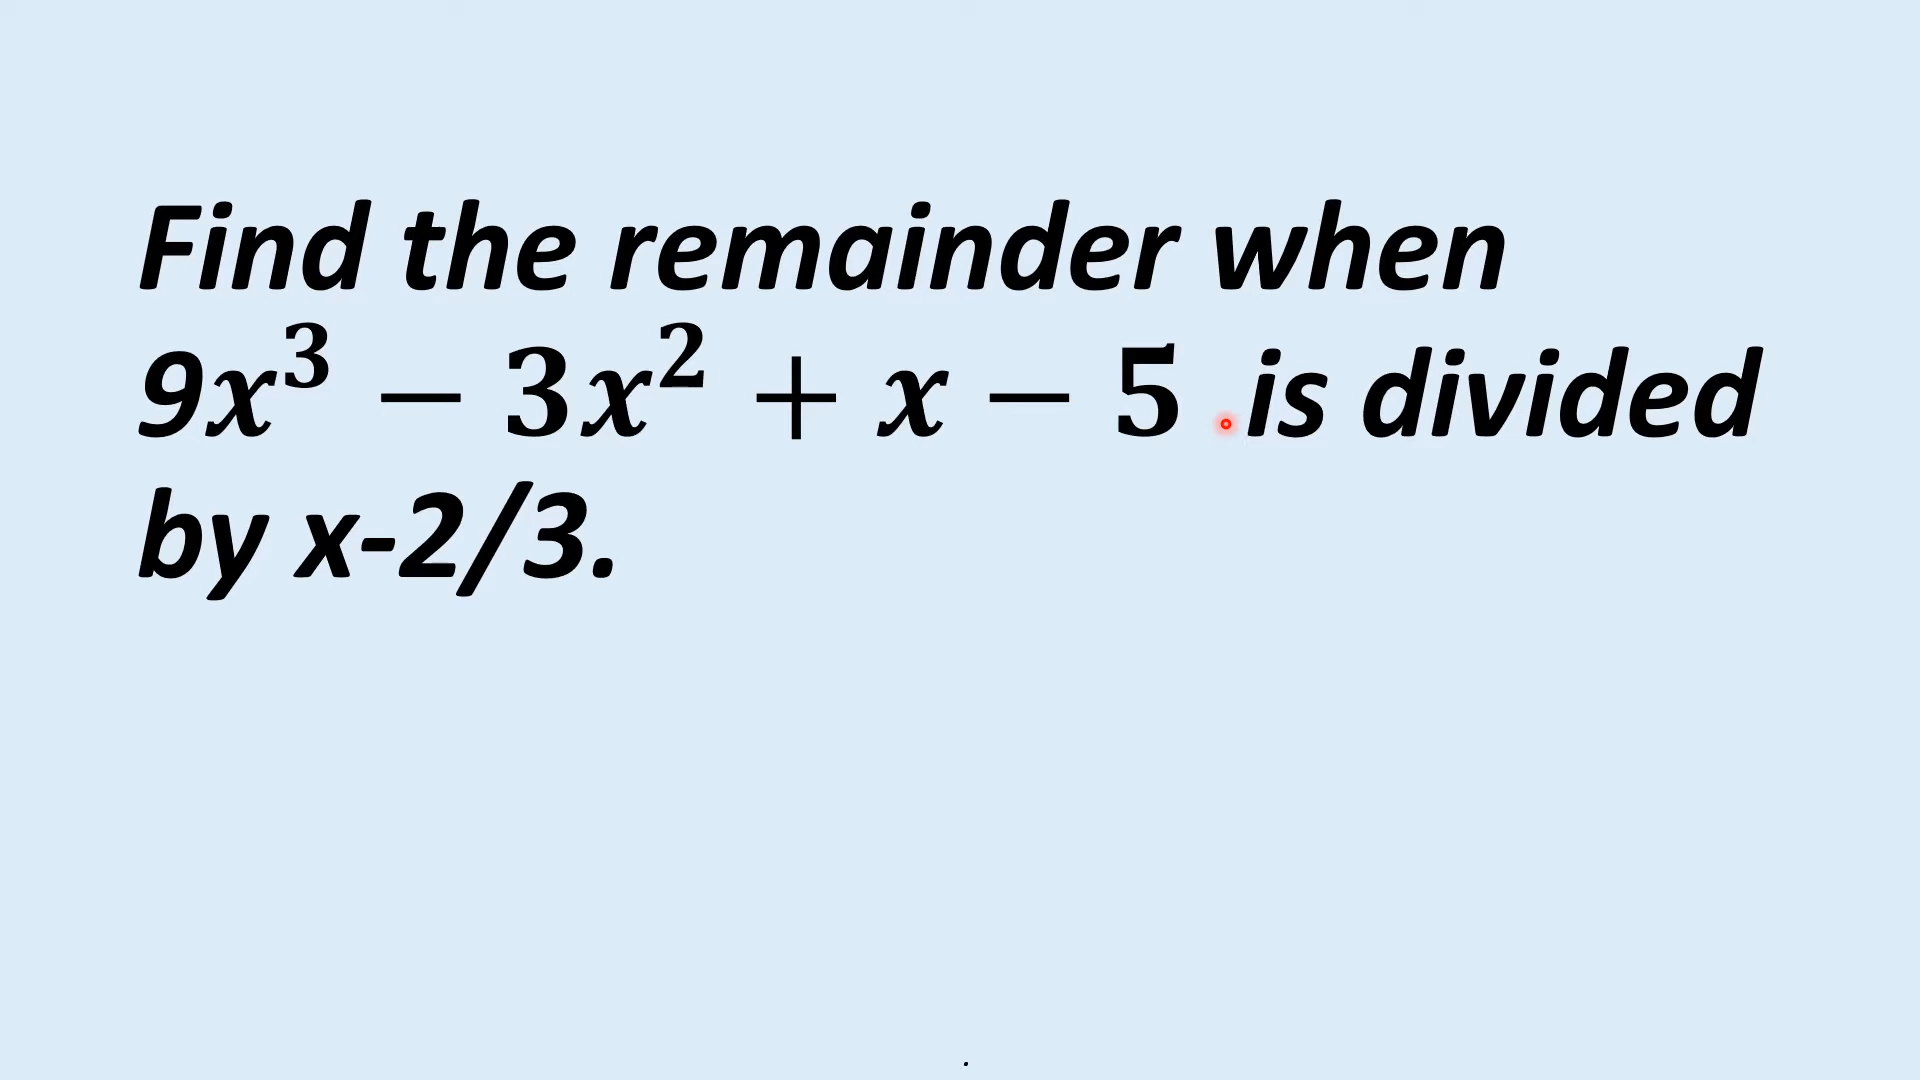 Find the remainder when
9x³ − 3x² + x − 5 is divided
by x-2/3.
.